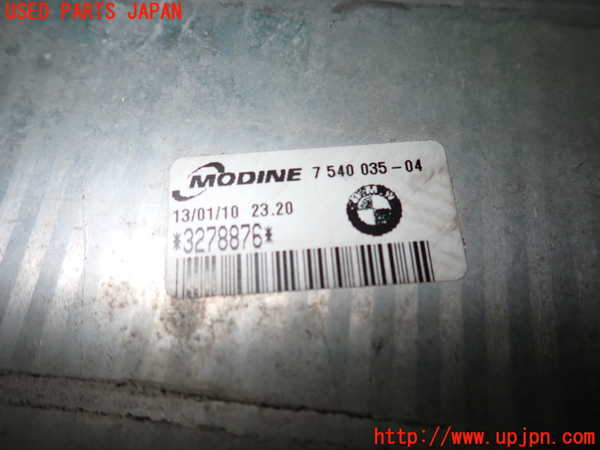 USED PARTS JAPAN
MODINE 7 540 035-04
13/01/10 23.20
BMW
*3278876*
http://www.upjpn.com/